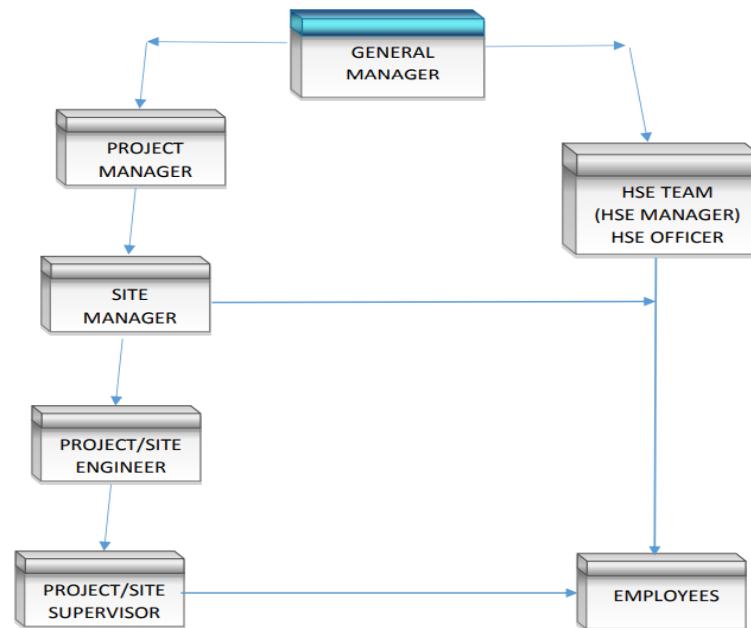 GENERAL
MANAGER
PROJECT
MANAGER
HSE TEAM
(HSE MANAGER)
HSE OFFICER
SITE
MANAGER
PROJECT/SITE
ENGINEER
PROJECT/SITE
SUPERVISOR
EMPLOYEES